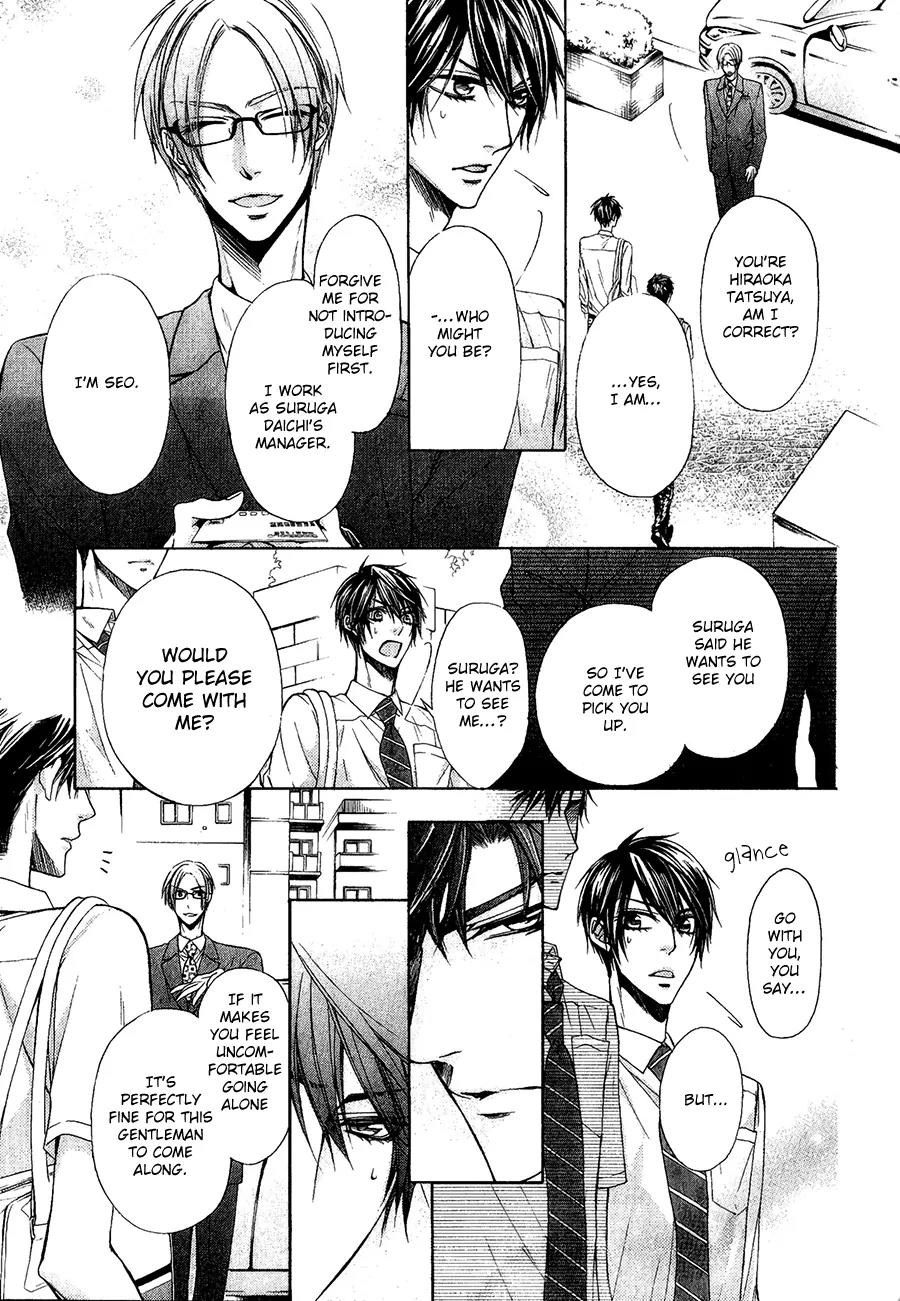 YOU'RE
HIRAOKA
TATSUYA,
AM I
CORRECT?
...YES,
I AM...
-...WHO
MIGHT
YOU BE?
FORGIVE
ME FOR
NOT INTRO-
DUCING
MYSELF
FIRST.
I WORK
AS SURUGA
DAICHI'S
MANAGER.
I'M SEO.
SURUGA
SAID HE
WANTS TO
SEE YOU
SO I'VE
COME TO
PICK YOU
UP.
SURUGA?
HE WANTS
TO SEE
ME...?
WOULD
YOU PLEASE
COME WITH
ME?
glance
GO
WITH
YOU,
YOU
SAY...
BUT...
IF IT
MAKES
YOU FEEL
UNCOM-
FORTABLE
GOING
ALONE
IT'S
PERFECTLY
FINE FOR THIS
GENTLEMAN
TO COME
ALONG.